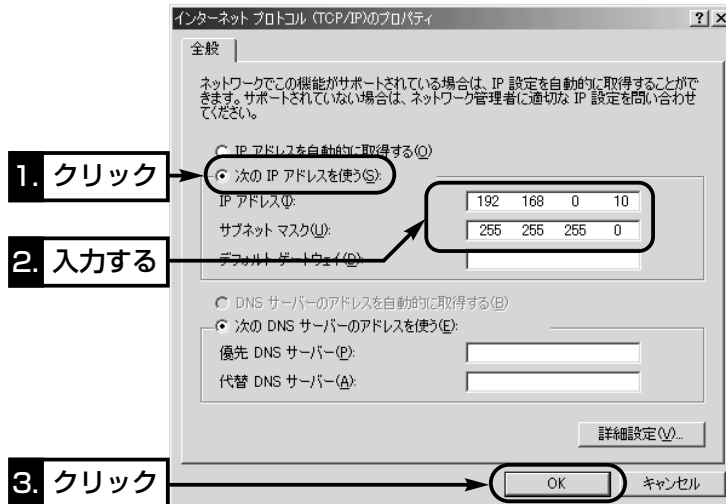 インターネット プロトコル (TCP/IP)のプロパティ
? ×
全般
ネットワークでこの機能がサポートされている場合は、IP 設定を自動的に取得することがで
きます。サポートされていない場合は、ネットワーク管理者に適切な IP 設定を問い合わせ
てください。
IP アドレスを自動的に取得する(O)
1. クリック
次の IP アドレスを使う(S):
IP アドレス(I):
192 168 0 10
サブネット マスク(U):
255 255 255 0
2. 入力する
デフォルト ゲートウェイ(D):
DNS サーバーのアドレスを自動的に取得する(B)
次の DNS サーバーのアドレスを使う(E):
優先 DNS サーバー(P):
代替 DNS サーバー(A):
詳細設定(V)...
3. クリック
OK
キャンセル